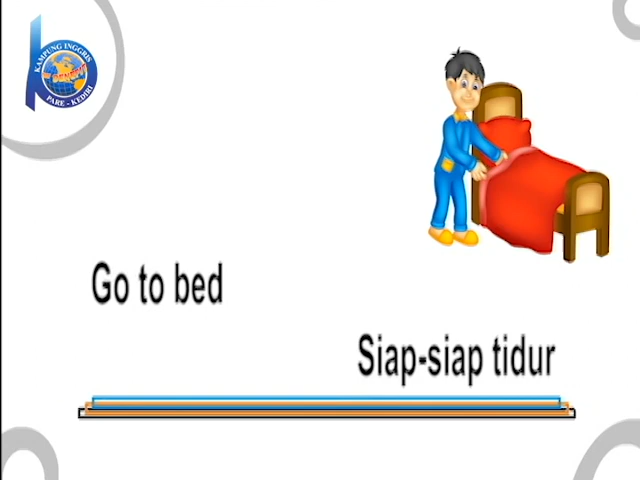 KAMPUNG INGGRIS
PARE - KEDIRI
Go to bed
Siap-siap tidur